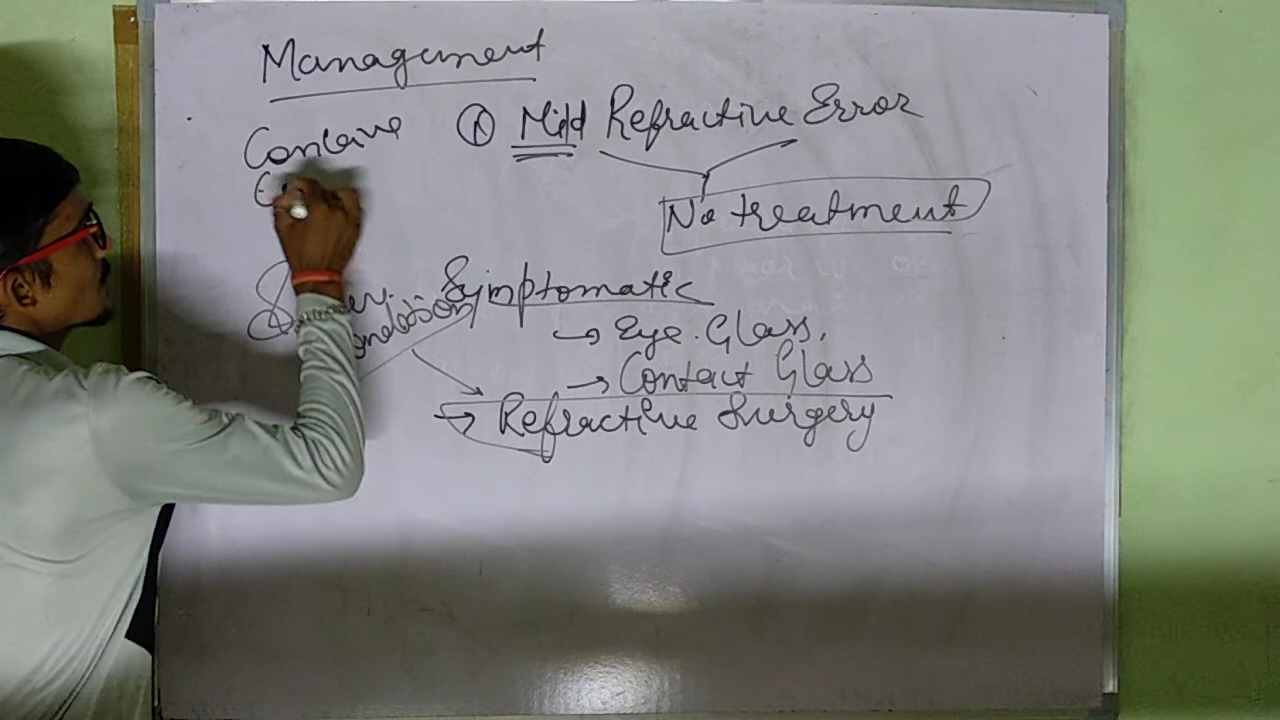 Management
Concave
① Mild Refractive Error
No treatment
Symptomatic
→ Eye. Glass,
→ Contact Glass
→ Refractive Surgery